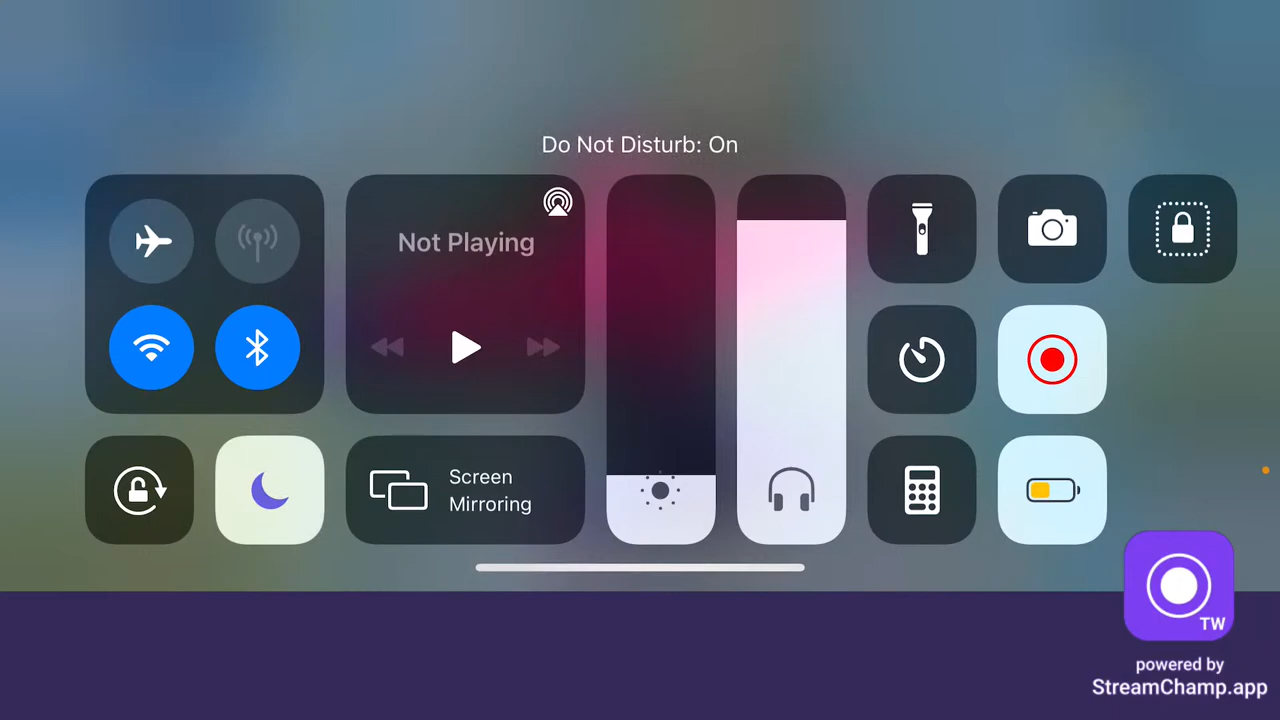 Do Not Disturb: On
Not Playing
Screen
Mirroring
TW
powered by
StreamChamp.app